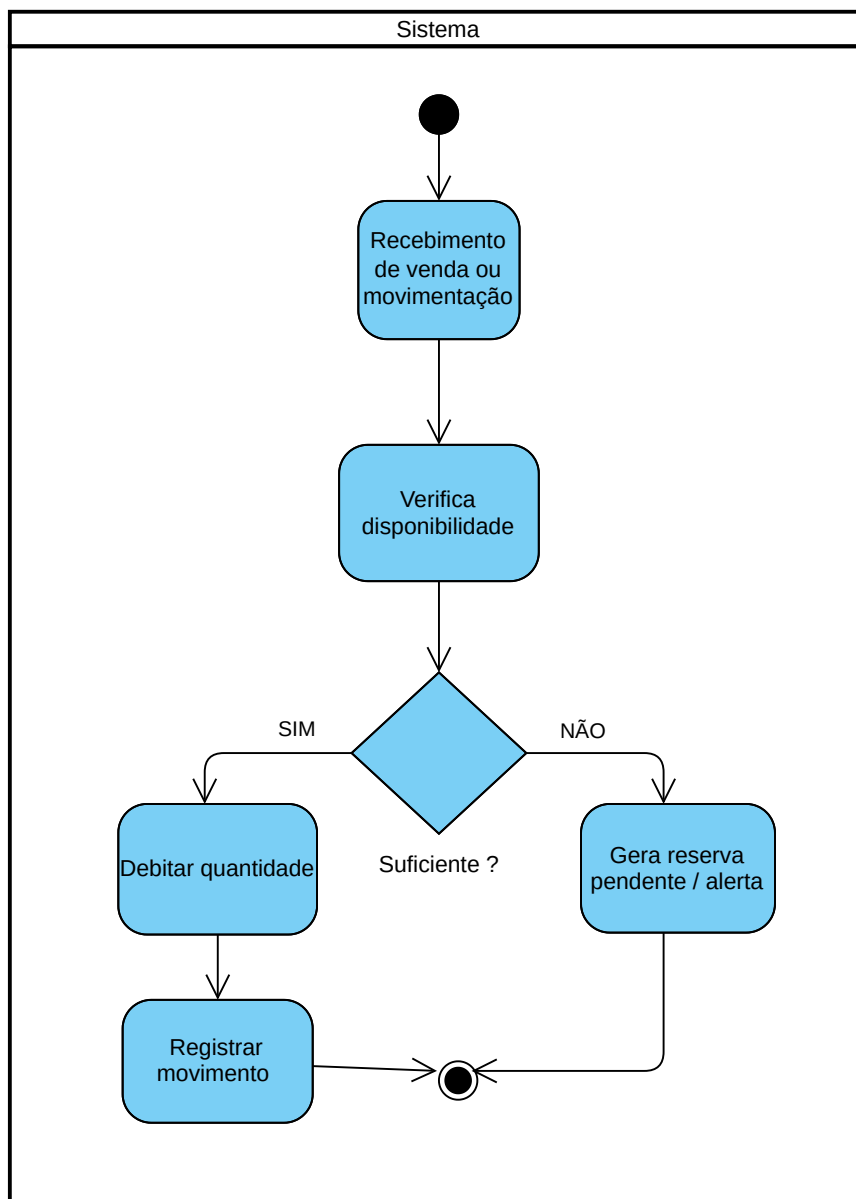 Sistema
Recebimento
de venda ou
movimentação
Verifica
disponibilidade
SIM
NÃO
Debitar quantidade
Suficiente ?
Gera reserva
pendente / alerta
Registrar
movimento